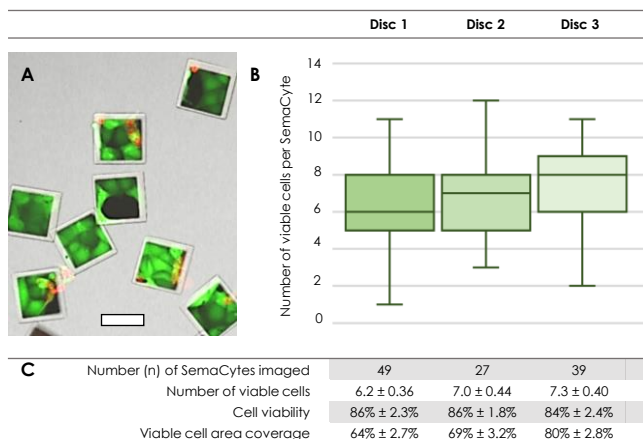 Disc 1 Disc 2 Disc 3
A B
Number of viable cells per SemaCyte
14
12
10
8
6
4
2
0
C Number (n) of SemaCytes imaged 49 27 39
Number of viable cells 6.2 ± 0.36 7.0 ± 0.44 7.3 ± 0.40
Cell viability 86% ± 2.3% 86% ± 1.8% 84% ± 2.4%
Viable cell area coverage 64% ± 2.7% 69% ± 3.2% 80% ± 2.8%